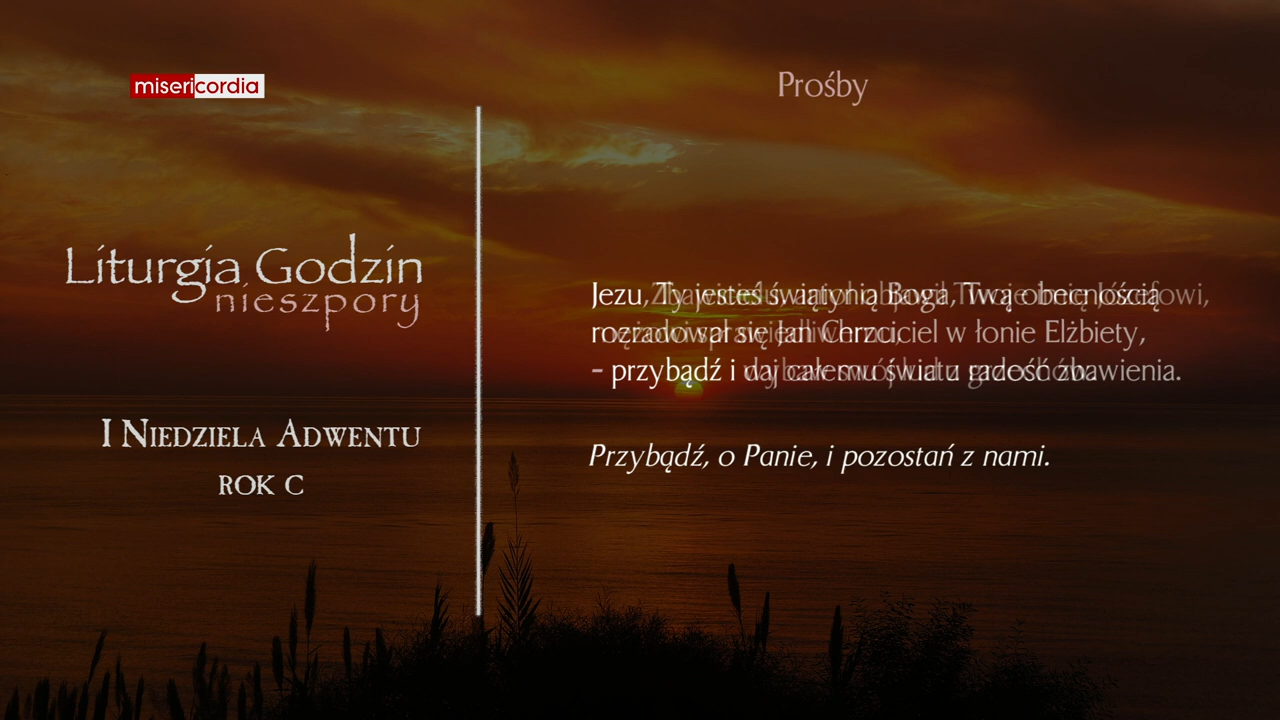 misericordia
Prośby
Liturgia Godzin
nieszpory
I Niedziela Adwentu
rok C
Jezu, Ty jesteś świątynią Boga, Twą obecnością
rozradował się Jan Chrzciciel w łonie Elżbiety,
- przybądź i daj całemu światu radość zbawienia.
Przybądź, o Panie, i pozostań z nami.